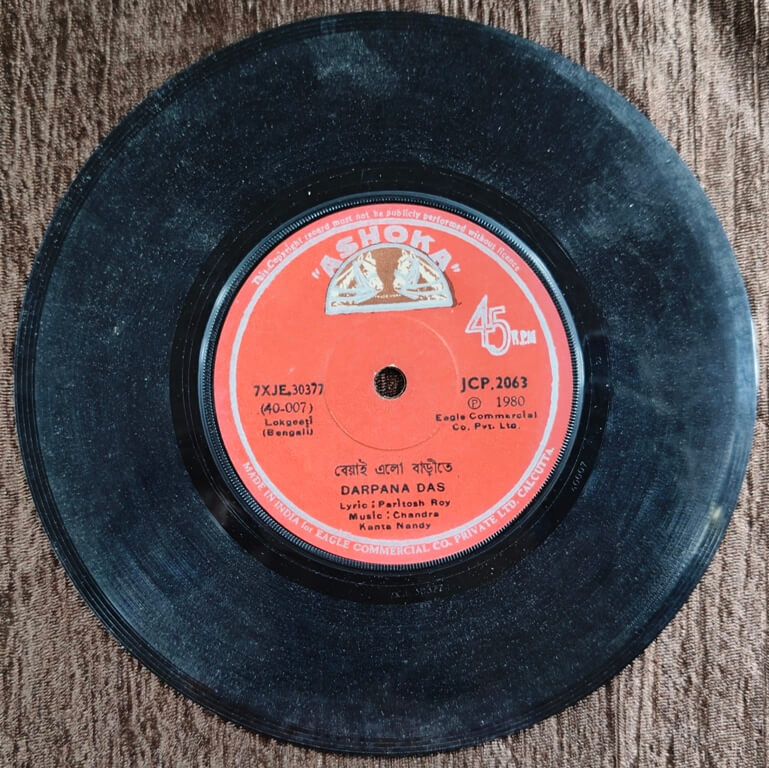 This Copyright record must not be publicly performed without licence
"ASHOKA"
TRADE MARK
45 R.P.M
7XJE.30377
(40-007)
Lokgeeti
(Bengali)
JCP.2063
Ⓟ 1980
Eagle Commercial
Co. Pvt. Ltd.
বেয়াই এলো বাড়ীতে
DARPANA DAS
Lyric : Paritosh Roy
Music : Chandra
Kanta Nandy
MADE IN INDIA for EAGLE COMMERCIAL CO. PRIVATE LTD. CALCUTTA.